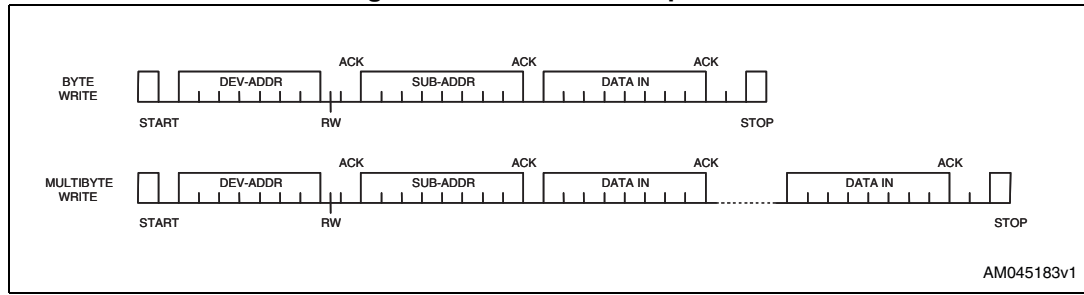 ACK ACK ACK
BYTE WRITE DEV-ADDR SUB-ADDR DATA IN
START RW STOP
ACK ACK ACK ACK
MULTIBYTE WRITE DEV-ADDR SUB-ADDR DATA IN DATA IN
START RW STOP
AM045183v1